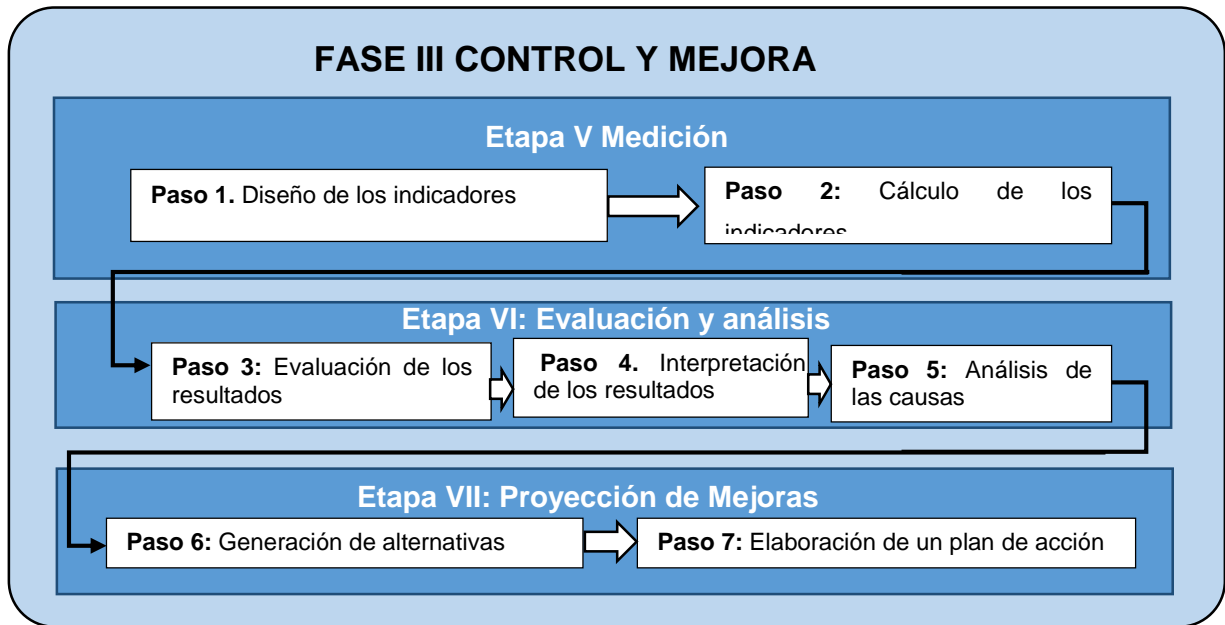 FASE III CONTROL Y MEJORA
Etapa V Medición
Paso 1. Diseño de los indicadores
Paso 2: Cálculo de los
indicadores
Etapa VI: Evaluación y análisis
Paso 3: Evaluación de los
resultados
Paso 4. Interpretación
de los resultados
Paso 5: Análisis de
las causas
Etapa VII: Proyección de Mejoras
Paso 6: Generación de alternativas
Paso 7: Elaboración de un plan de acción